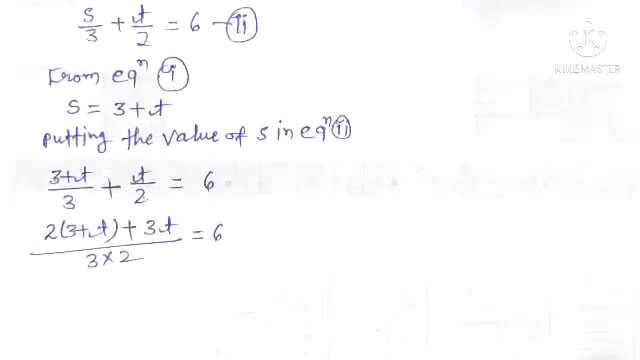 s/3 + t/2 = 6 - (ii)
KINEMASTER
From eqⁿ (i)
s = 3 + t
putting the value of s in eqⁿ (ii)
(3+t)/3 + t/2 = 6
(2(3+t) + 3t)/(3×2) = 6